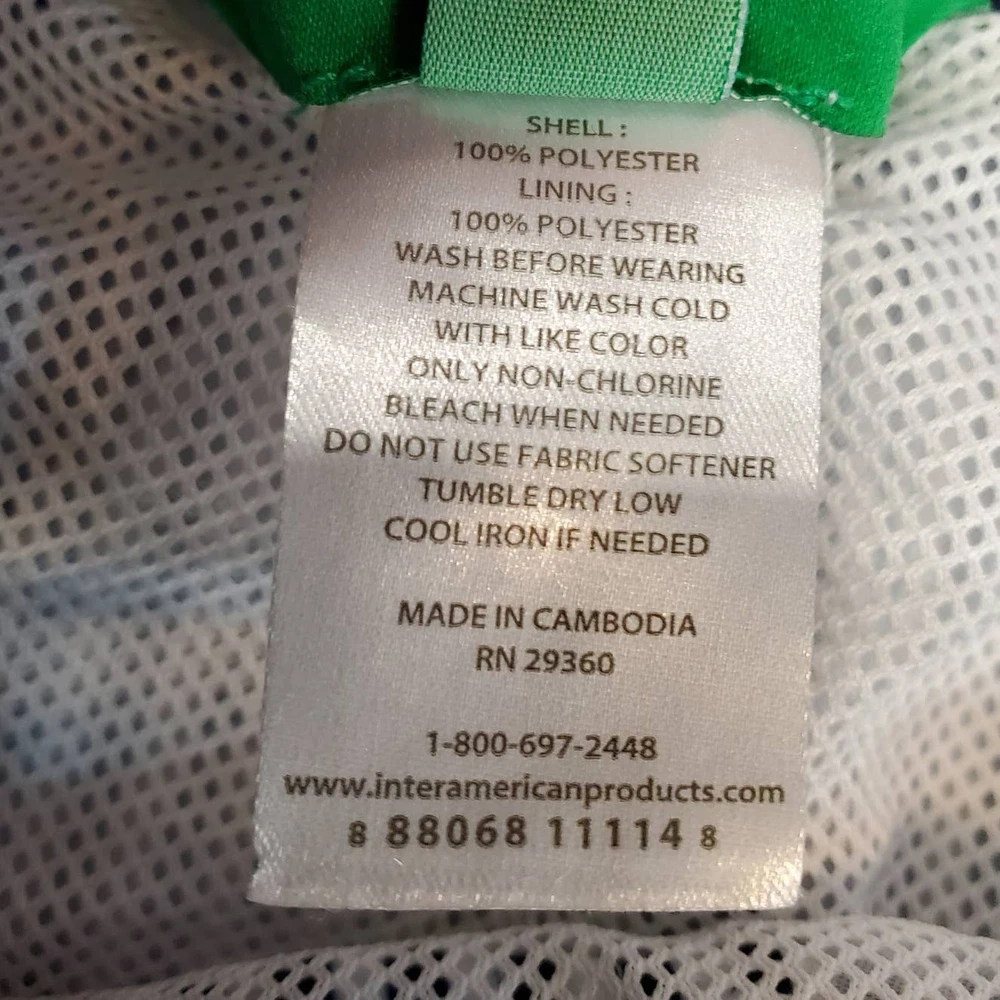 SHELL :
100% POLYESTER
LINING :
100% POLYESTER
WASH BEFORE WEARING
MACHINE WASH COLD
WITH LIKE COLOR
ONLY NON-CHLORINE
BLEACH WHEN NEEDED
DO NOT USE FABRIC SOFTENER
TUMBLE DRY LOW
COOL IRON IF NEEDED
MADE IN CAMBODIA
RN 29360
1-800-697-2448
www.interamericanproducts.com
8 88068 11114 8